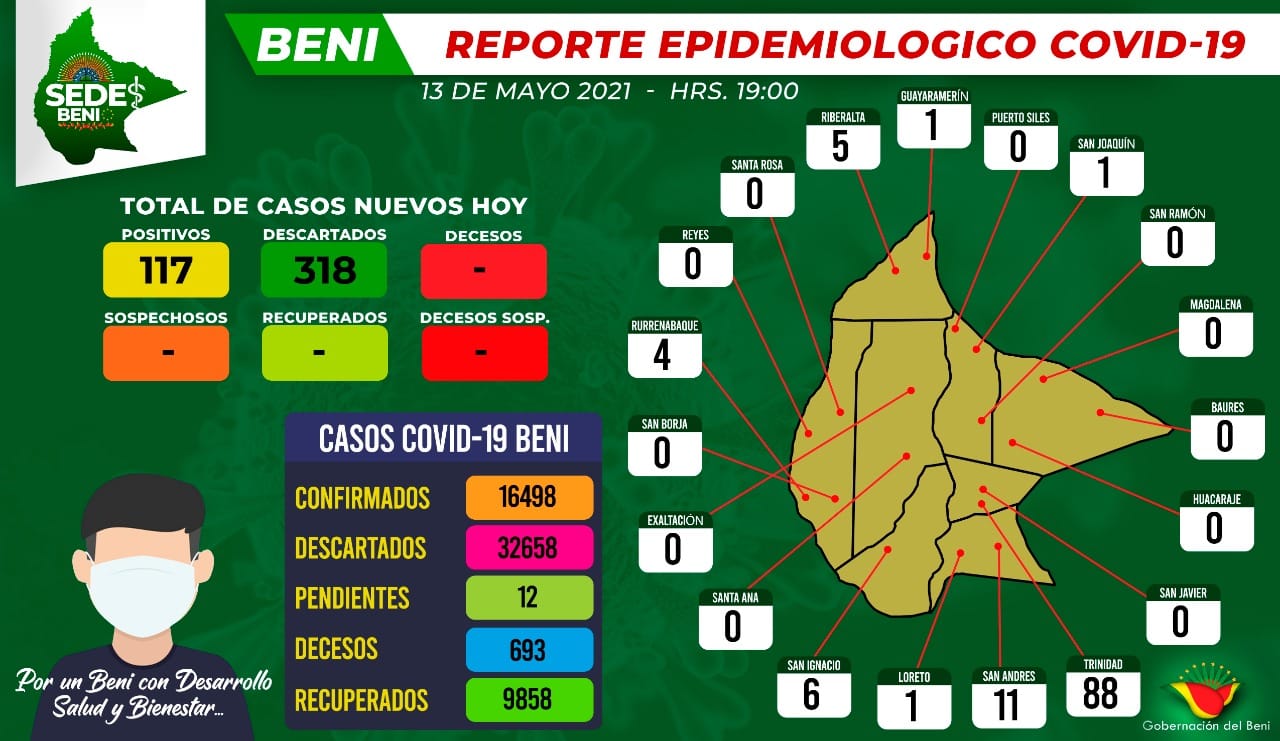 SEDES
BENI
BENI
REPORTE EPIDEMIOLOGICO COVID-19
13 DE MAYO 2021 - HRS. 19:00
TOTAL DE CASOS NUEVOS HOY
POSITIVOS
117
DESCARTADOS
318
DECESOS
-
SOSPECHOSOS
-
RECUPERADOS
-
DECESOS SOSP.
-
CASOS COVID-19 BENI
CONFIRMADOS 16498
DESCARTADOS 32658
PENDIENTES 12
DECESOS 693
RECUPERADOS 9858
Por un Beni con Desarrollo
Salud y Bienestar...
GUAYARAMERÍN
1
RIBERALTA
5
PUERTO SILES
0
SAN JOAQUÍN
1
SANTA ROSA
0
SAN RAMÓN
0
REYES
0
MAGDALENA
0
RURRENABAQUE
4
BAURES
0
SAN BORJA
0
HUACARAJE
0
EXALTACIÓN
0
SANTA ANA
0
SAN JAVIER
0
SAN IGNACIO
6
LORETO
1
SAN ANDRES
11
TRINIDAD
88
Gobernación del Beni